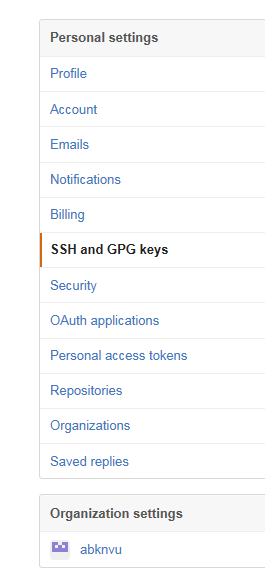 Personal settings
Profile
Account
Emails
Notifications
Billing
SSH and GPG keys
Security
OAuth applications
Personal access tokens
Repositories
Organizations
Saved replies
Organization settings
abknvu